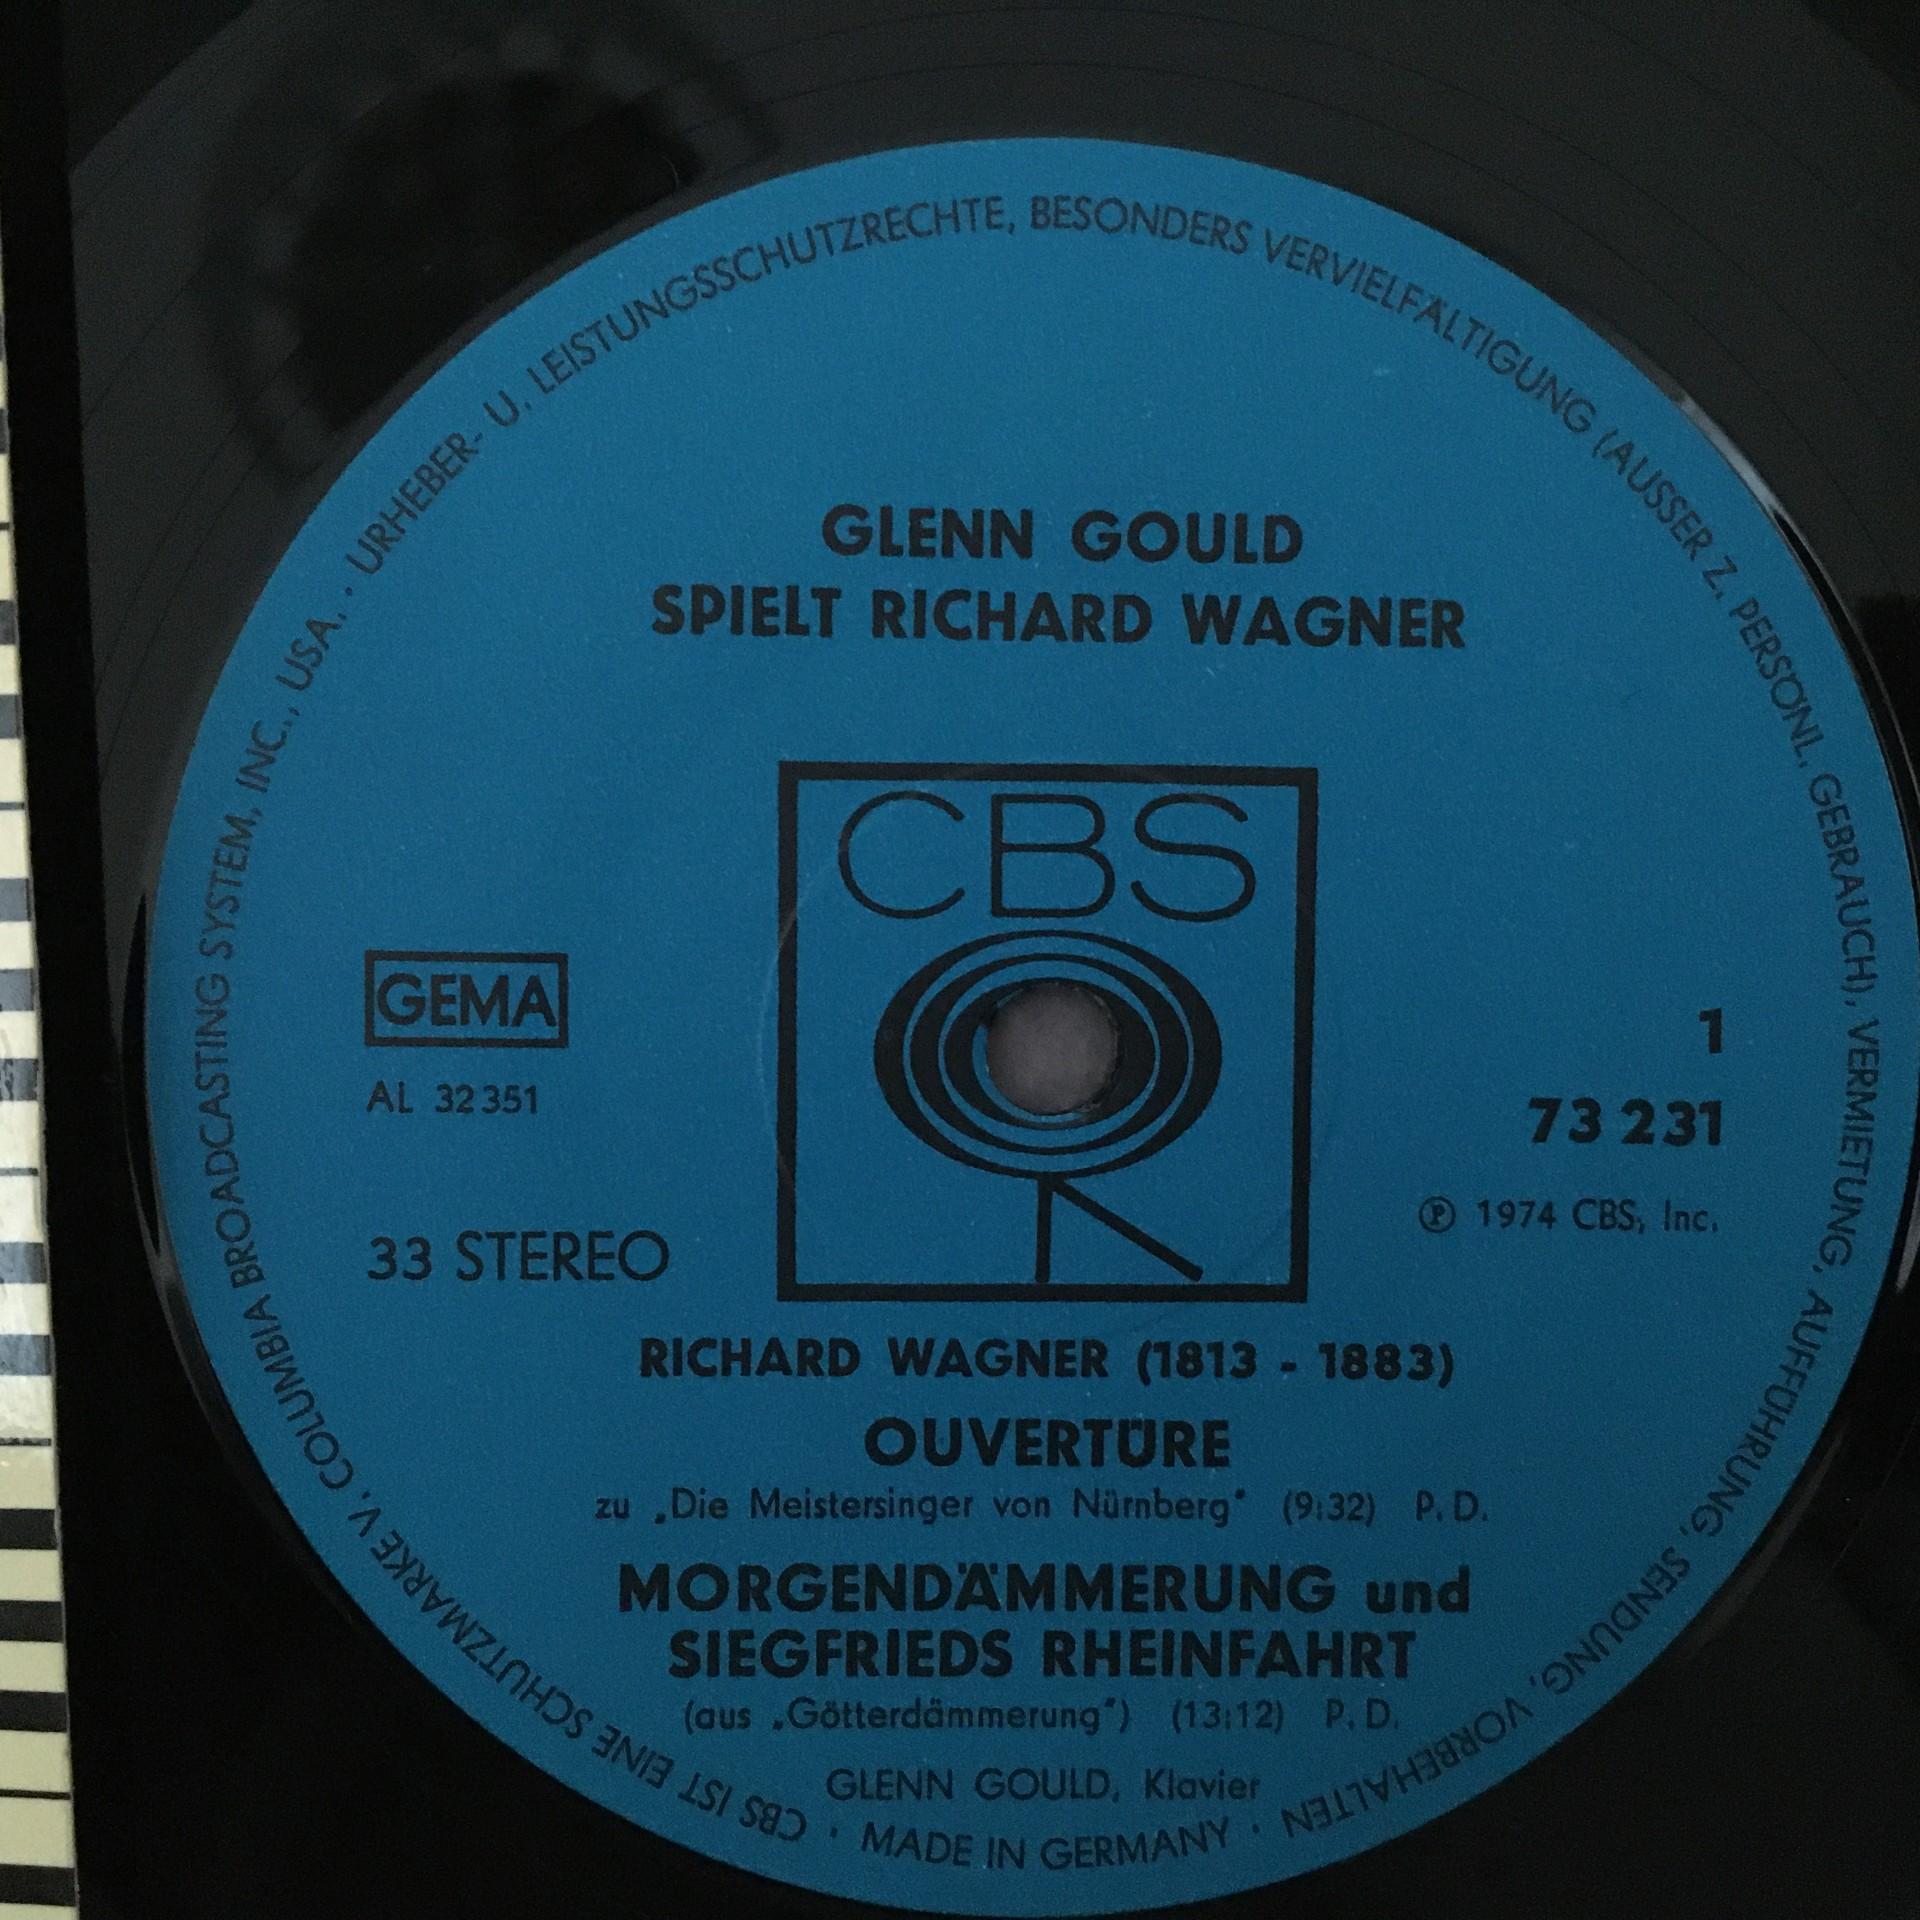 GLENN GOULD
SPIELT RICHARD WAGNER
CBS
GEMA
AL 32 351
33 STEREO
1
73 231
℗ 1974 CBS, Inc.
RICHARD WAGNER (1813 - 1883)
OUVERTÜRE
zu „Die Meistersinger von Nürnberg" (9:32) P. D.
MORGENDÄMMERUNG und
SIEGFRIEDS RHEINFAHRT
(aus „Götterdämmerung") (13:12) P. D.
GLENN GOULD, Klavier
CBS IST EINE SCHUTZMARKE V. COLUMBIA BROADCASTING SYSTEM, INC., USA. · URHEBER- U. LEISTUNGSSCHUTZRECHTE, BESONDERS VERVIELFÄLTIGUNG (AUSSER Z. PERSÖNL. GEBRAUCH), VERMIETUNG, AUFFÜHRUNG, SENDUNG, VORBEHALTEN · MADE IN GERMANY ·